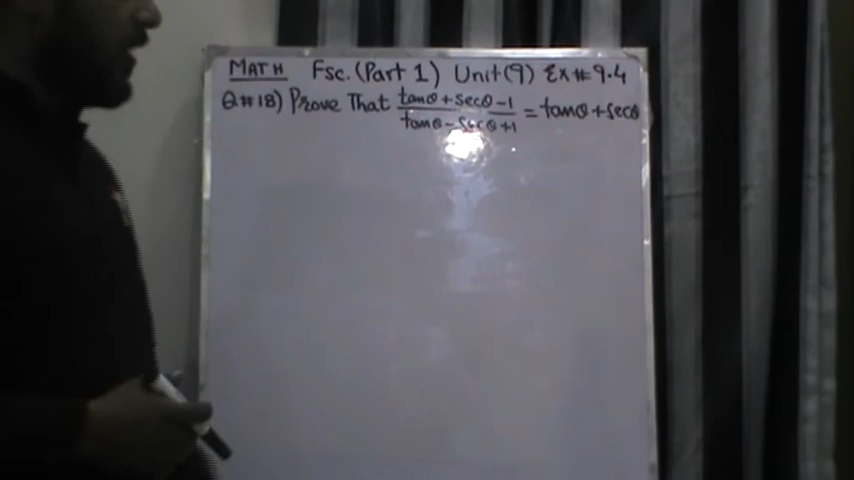 MATH Fsc. (Part 1) Unit (9) Ex # 9.4
Q # 18) Prove That (tanθ + secθ - 1)/(tanθ - secθ + 1) = tanθ + secθ